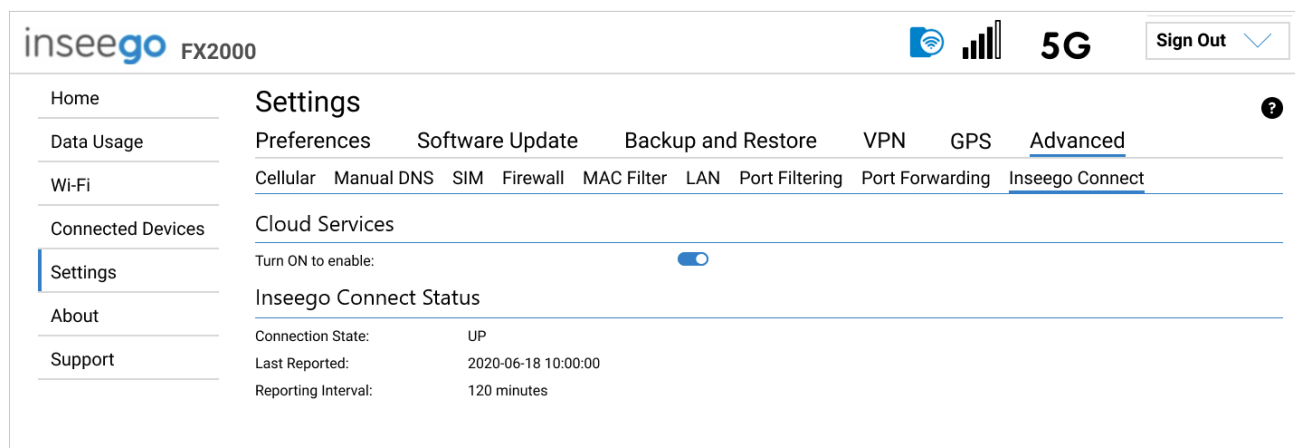 inseego FX2000
5G
Sign Out
Home
Data Usage
Wi-Fi
Connected Devices
Settings
About
Support
Settings
?
Preferences Software Update Backup and Restore VPN GPS Advanced
Cellular Manual DNS SIM Firewall MAC Filter LAN Port Filtering Port Forwarding Inseego Connect
Cloud Services
Turn ON to enable:
Inseego Connect Status
Connection State: UP
Last Reported: 2020-06-18 10:00:00
Reporting Interval: 120 minutes